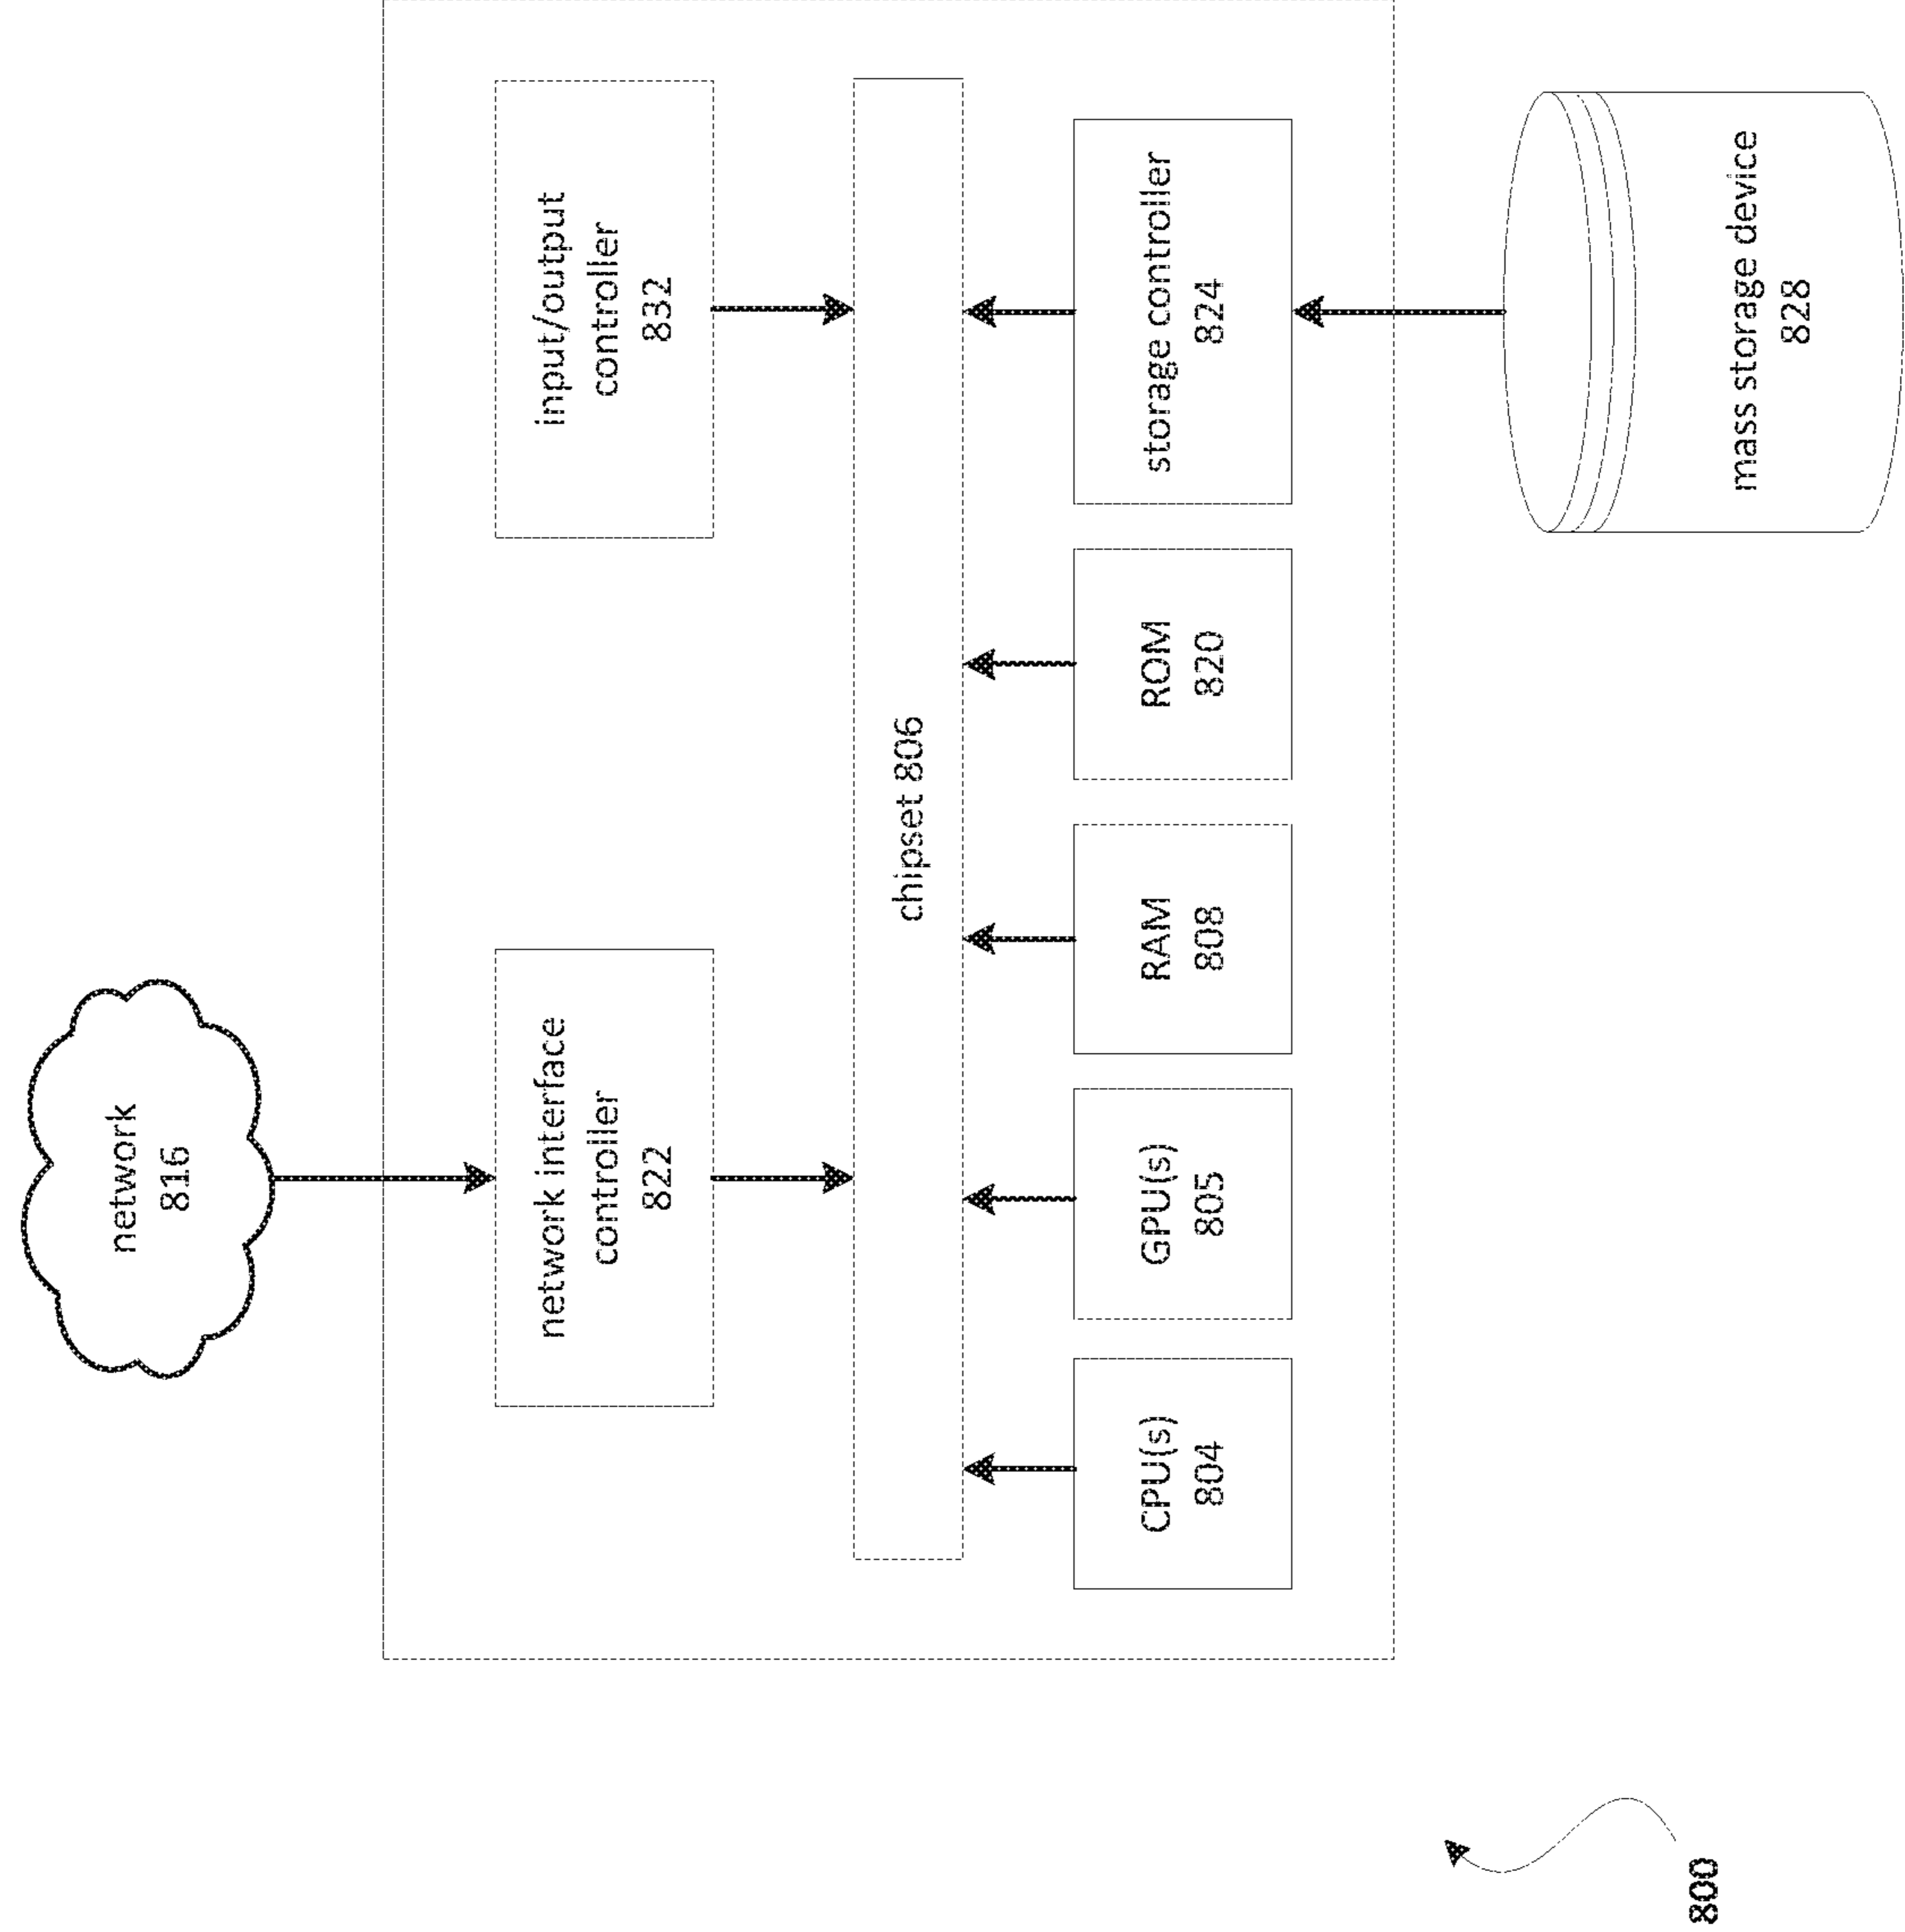 network
816
network interface
controller
822
input/output
controller
832
chipset 806
CPU(s)
804
GPU(s)
805
RAM
808
ROM
820
storage controller
824
mass storage device
828
800